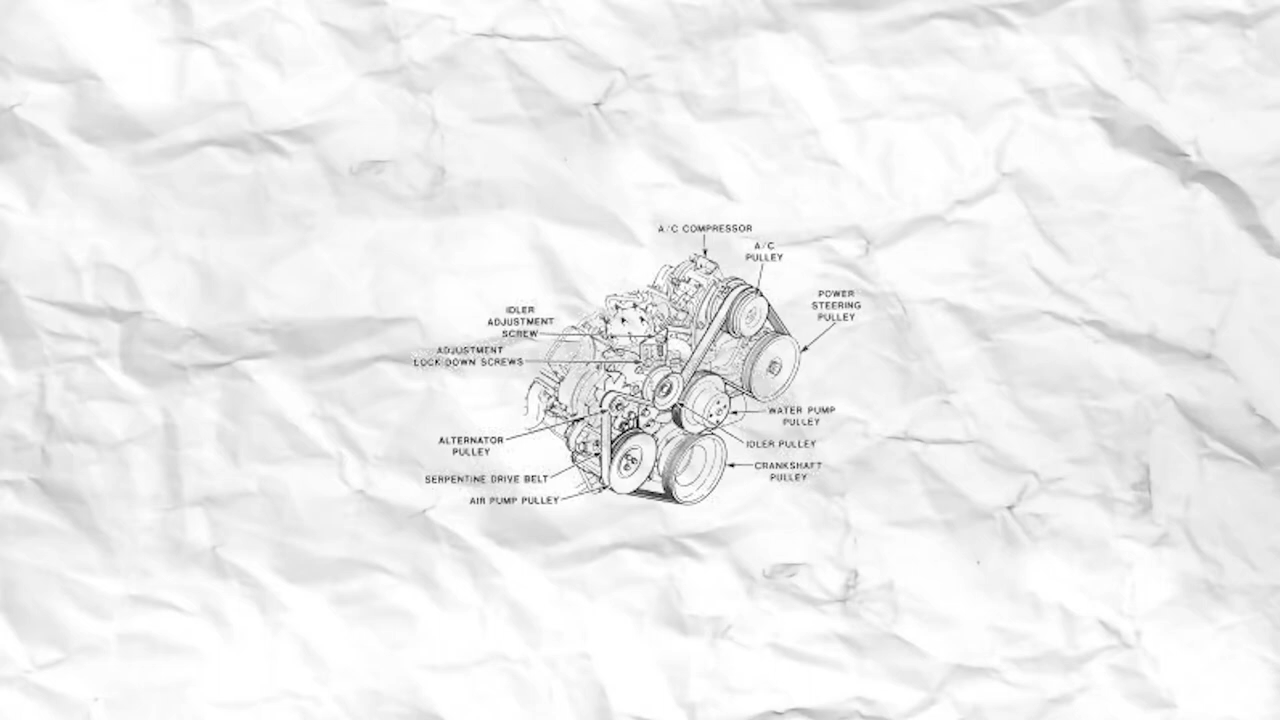 A/C COMPRESSOR
A/C
PULLEY
POWER
STEERING
PULLEY
IDLER
ADJUSTMENT
SCREW
ADJUSTMENT
LOCK DOWN SCREWS
WATER PUMP
PULLEY
ALTERNATOR
PULLEY
IDLER PULLEY
CRANKSHAFT
PULLEY
SERPENTINE DRIVE BELT
AIR PUMP PULLEY